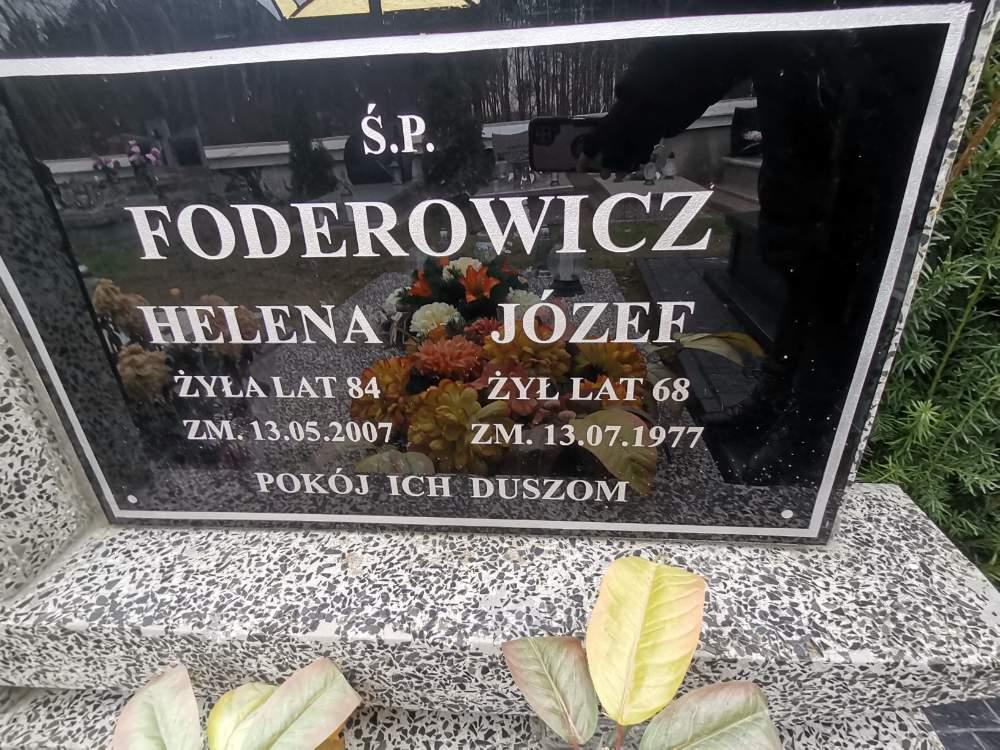 Ś.P.
FODEROWICZ
HELENA JÓZEF
ŻYŁA LAT 84 ŻYŁ LAT 68
ZM. 13.05.2007 ZM. 13.07.1977
POKÓJ ICH DUSZOM